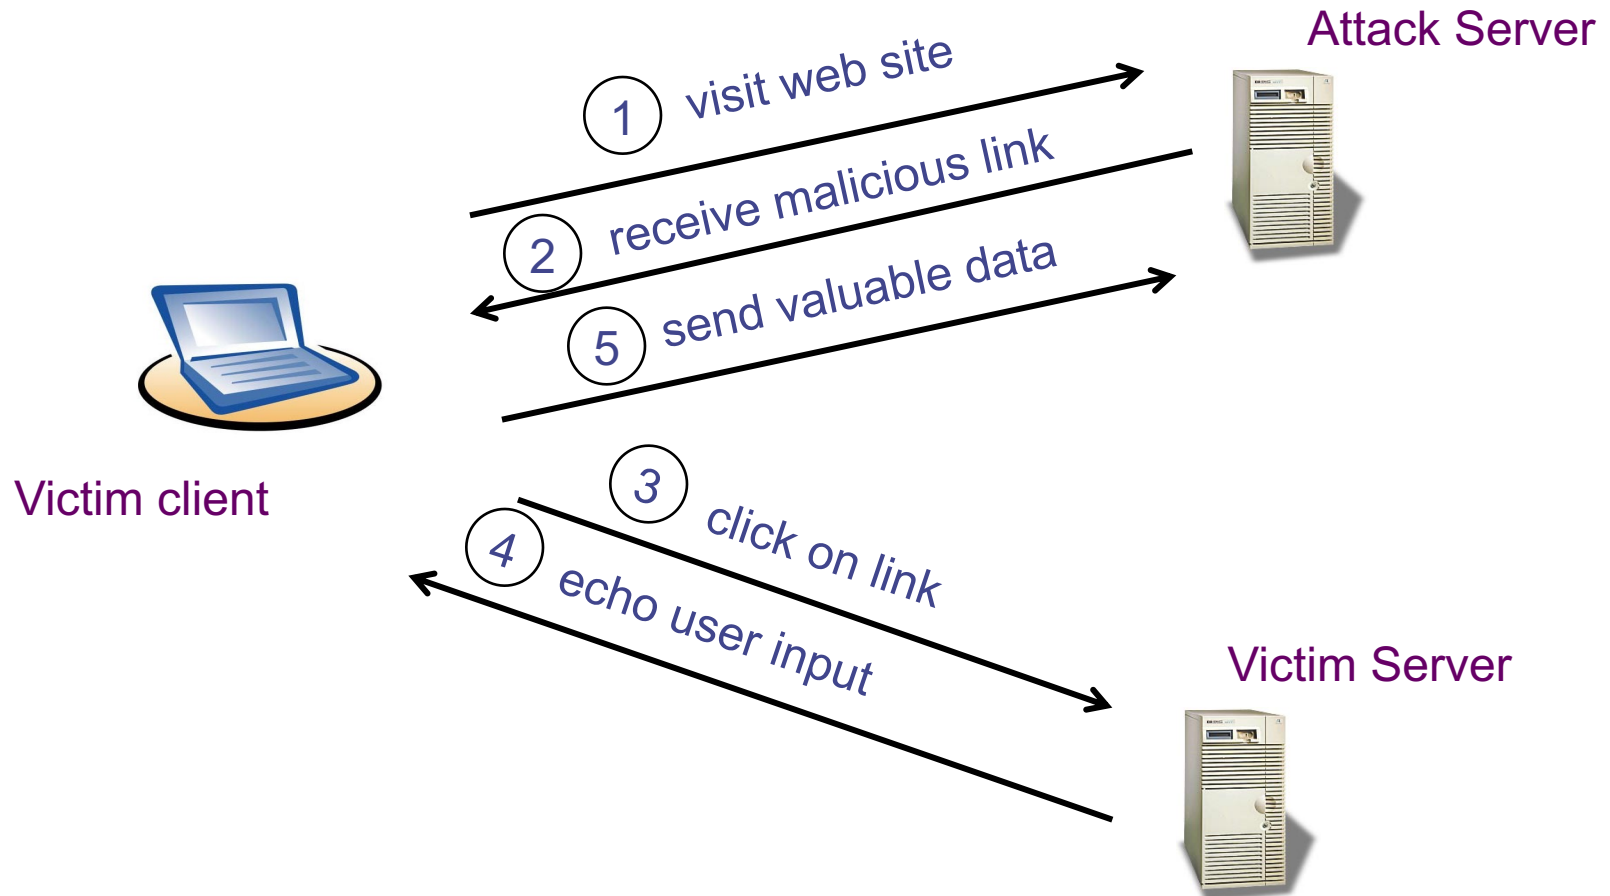 Attack Server
1 visit web site
2 receive malicious link
5 send valuable data
Victim client
3 click on link
4 echo user input
Victim Server